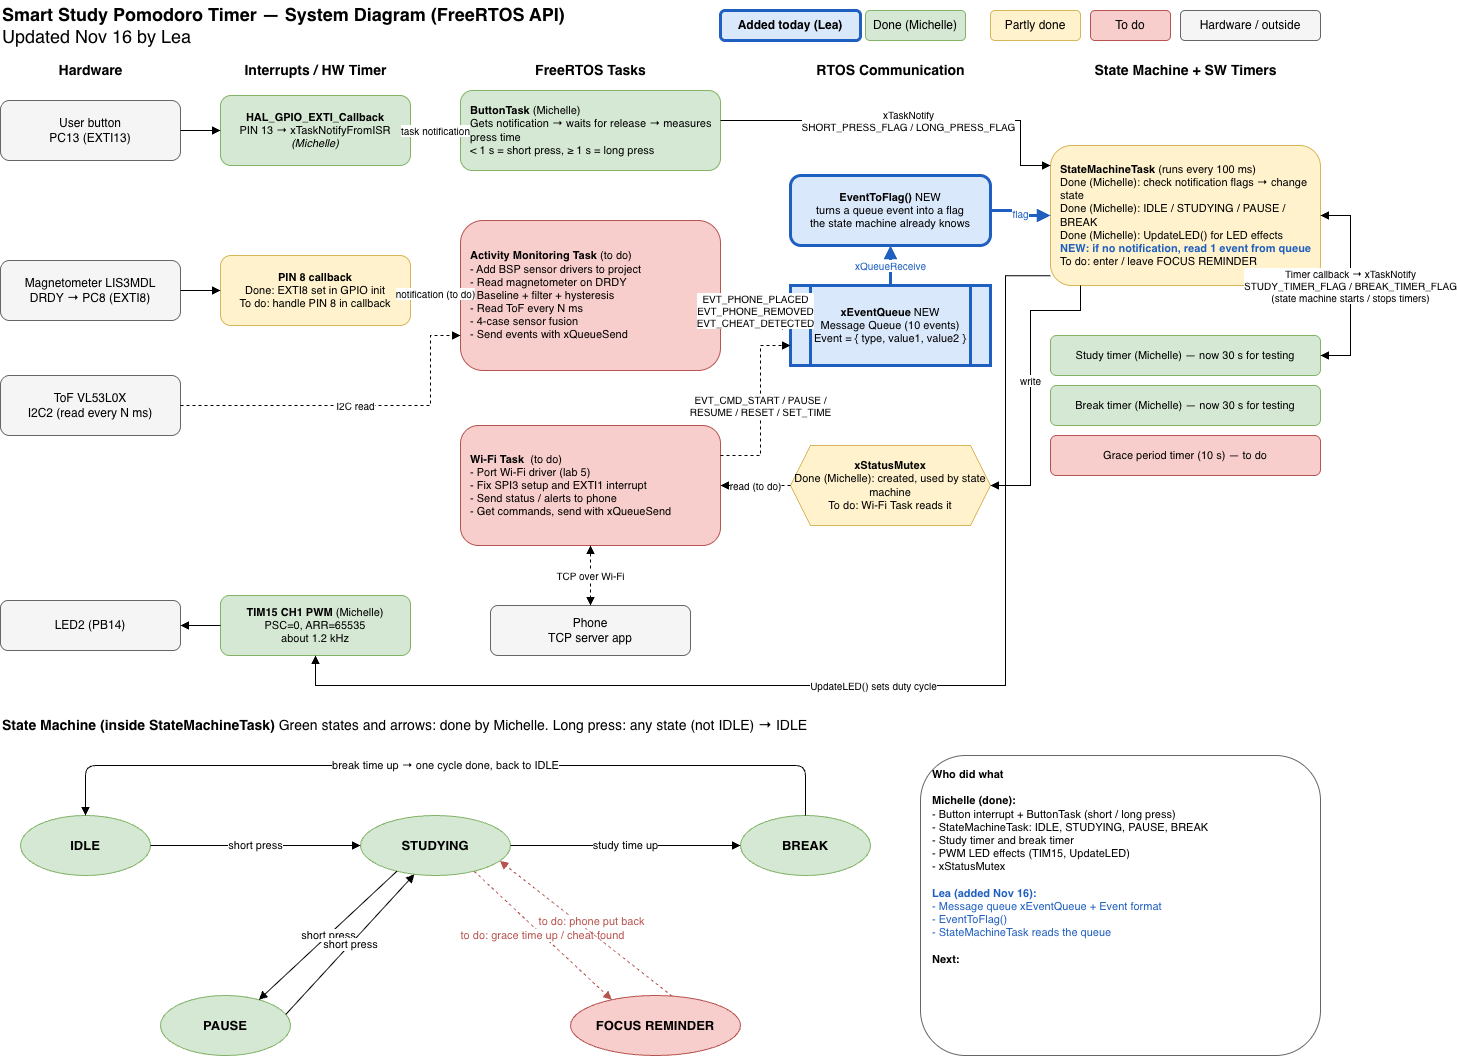 Smart Study Pomodoro Timer — System Diagram (FreeRTOS API)
Updated Nov 16 by Lea
Added today (Lea)
Done (Michelle)
Partly done
To do
Hardware / outside
Hardware
Interrupts / HW Timer
FreeRTOS Tasks
RTOS Communication
State Machine + SW Timers
User button
PC13 (EXTI13)
HAL_GPIO_EXTI_Callback
PIN 13 → xTaskNotifyFromISR
(Michelle)
task notification
ButtonTask (Michelle)
Gets notification → waits for release → measures
press time
< 1 s = short press, ≥ 1 s = long press
xTaskNotify
SHORT_PRESS_FLAG / LONG_PRESS_FLAG
StateMachineTask (runs every 100 ms)
Done (Michelle): check notification flags → change
state
Done (Michelle): IDLE / STUDYING / PAUSE /
BREAK
Done (Michelle): UpdateLED() for LED effects
NEW: if no notification, read 1 event from queue
To do: enter / leave FOCUS REMINDER
EventToFlag() NEW
turns a queue event into a flag
the state machine already knows
flag
xQueueReceive
Magnetometer LIS3MDL
DRDY → PC8 (EXTI8)
PIN 8 callback
Done: EXTI8 set in GPIO init
To do: handle PIN 8 in callback
notification (to do)
Activity Monitoring Task (to do)
- Add BSP sensor drivers to project
- Read magnetometer on DRDY
Baseline + filter + hysteresis
- Read ToF every N ms
- 4-case sensor fusion
- Send events with xQueueSend
EVT_PHONE_PLACED
EVT_PHONE_REMOVED
EVT_CHEAT_DETECTED
xEventQueue NEW
Message Queue (10 events)
Event = { type, value1, value2 }
Timer callback → xTaskNotify
STUDY_TIMER_FLAG / BREAK_TIMER_FLAG
(state machine starts / stops timers)
Study timer (Michelle) — now 30 s for testing
Break timer (Michelle) — now 30 s for testing
Grace period timer (10 s) — to do
write
ToF VL53L0X
I2C2 (read every N ms)
I2C read
EVT_CMD_START / PAUSE /
RESUME / RESET / SET_TIME
Wi-Fi Task (to do)
- Port Wi-Fi driver (lab 5)
- Fix SPI3 setup and EXTI1 interrupt
- Send status / alerts to phone
- Get commands, send with xQueueSend
read (to do)
xStatusMutex
Done (Michelle): created, used by state
machine
To do: Wi-Fi Task reads it
TCP over Wi-Fi
Phone
TCP server app
LED2 (PB14)
TIM15 CH1 PWM (Michelle)
PSC=0, ARR=65535
about 1.2 kHz
UpdateLED() sets duty cycle
State Machine (inside StateMachineTask) Green states and arrows: done by Michelle. Long press: any state (not IDLE) → IDLE
break time up → one cycle done, back to IDLE
IDLE
short press
STUDYING
study time up
BREAK
to do: phone put back
to do: grace time up / cheat found
short press
short press
PAUSE
FOCUS REMINDER
Who did what
Michelle (done):
- Button interrupt + ButtonTask (short / long press)
- StateMachineTask: IDLE, STUDYING, PAUSE, BREAK
- Study timer and break timer
- PWM LED effects (TIM15, UpdateLED)
- xStatusMutex
Lea (added Nov 16):
- Message queue xEventQueue + Event format
- EventToFlag()
- StateMachineTask reads the queue
Next: